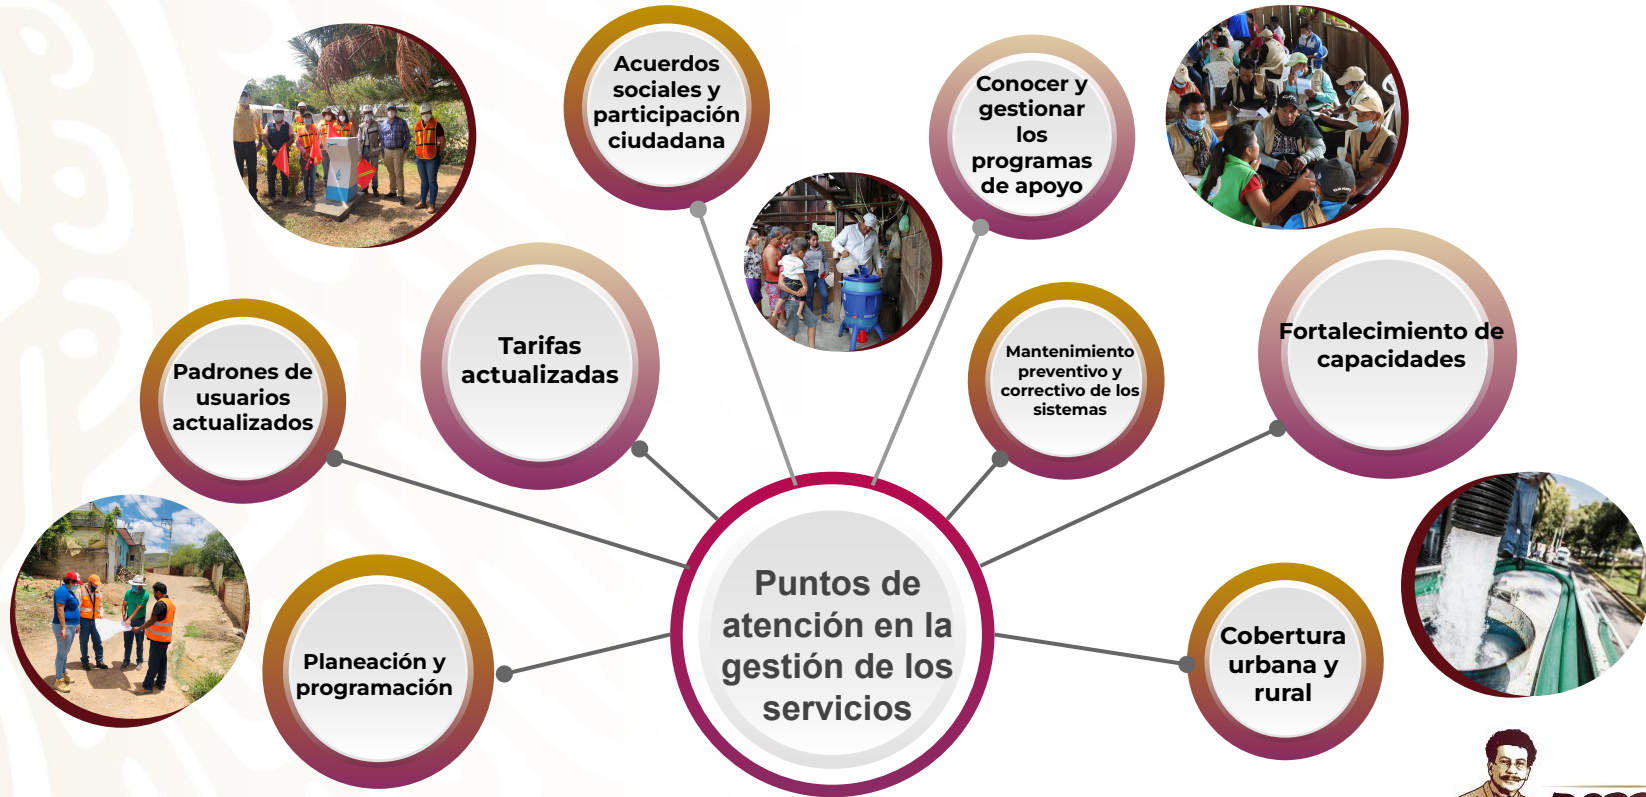 Acuerdos
sociales y
participación
ciudadana
Conocer y
gestionar
los
programas
de apoyo
Tarifas
actualizadas
Padrones de
usuarios
actualizados
Mantenimiento
preventivo y
correctivo de los
sistemas
Fortalecimiento de
capacidades
Planeación y
programación
Puntos de
atención en la
gestión de los
servicios
Cobertura
urbana y
rural